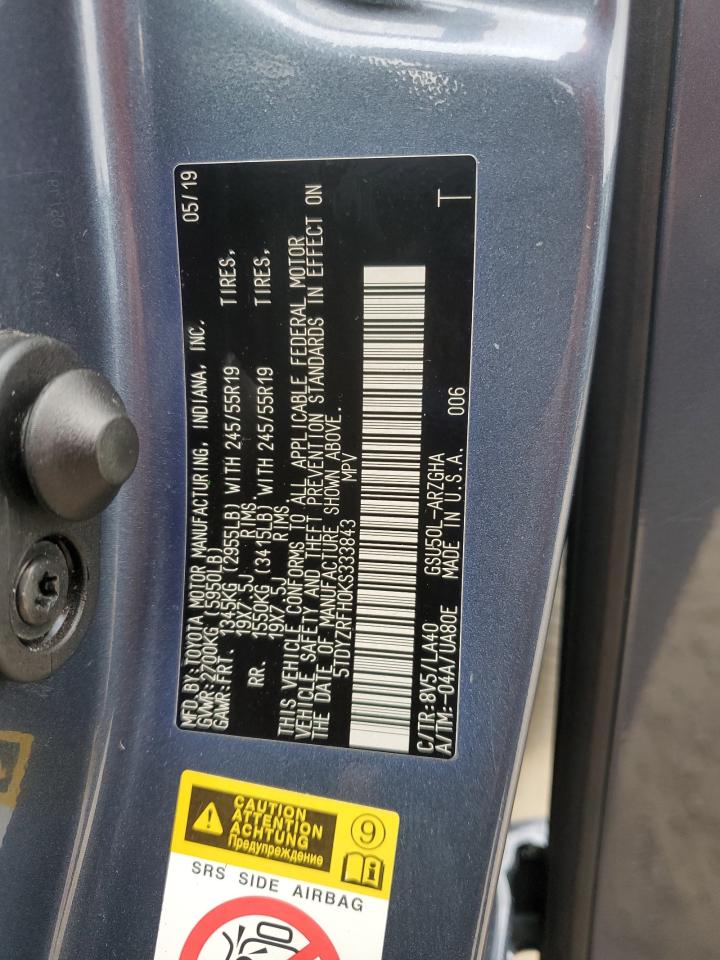 MFD.BY:TOYOTA MOTOR MANUFACTURING, INDIANA, INC. 05/19
GVWR:2700KG(5950LB)
GAWR:FRT. 1345KG(2955LB) WITH 245/55R19 TIRES,
19X7.5J RIMS
RR. 1550KG(3415LB) WITH 245/55R19 TIRES,
19X7.5J RIMS
THIS VEHICLE CONFORMS TO ALL APPLICABLE FEDERAL MOTOR
VEHICLE SAFETY AND THEFT PREVENTION STANDARDS IN EFFECT ON
THE DATE OF MANUFACTURE SHOWN ABOVE.
5TDYZRFH0KS333843 MPV
C/TR:8V5/LA40 GSU50L-ARZGHA 006
A/TM:-04A/UA80E MADE IN U.S.A. T
CAUTION
ATTENTION
ACHTUNG
Предупреждение
9
SRS SIDE AIRBAG